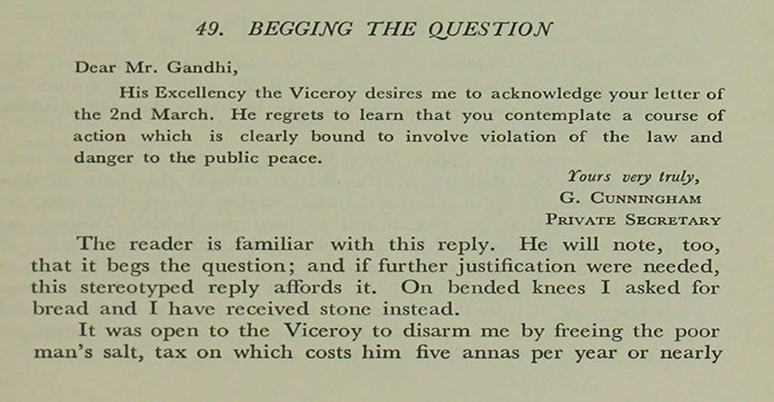 49. BEGGING THE QUESTION
Dear Mr. Gandhi,
His Excellency the Viceroy desires me to acknowledge your letter of
the 2nd March. He regrets to learn that you contemplate a course of
action which is clearly bound to involve violation of the law and
danger to the public peace.
Yours very truly,
G. CUNNINGHAM
PRIVATE SECRETARY
The reader is familiar with this reply. He will note, too,
that it begs the question; and if further justification were needed,
this stereotyped reply affords it. On bended knees I asked for
bread and I have received stone instead.
It was open to the Viceroy to disarm me by freeing the poor
man's salt, tax on which costs him five annas per year or nearly